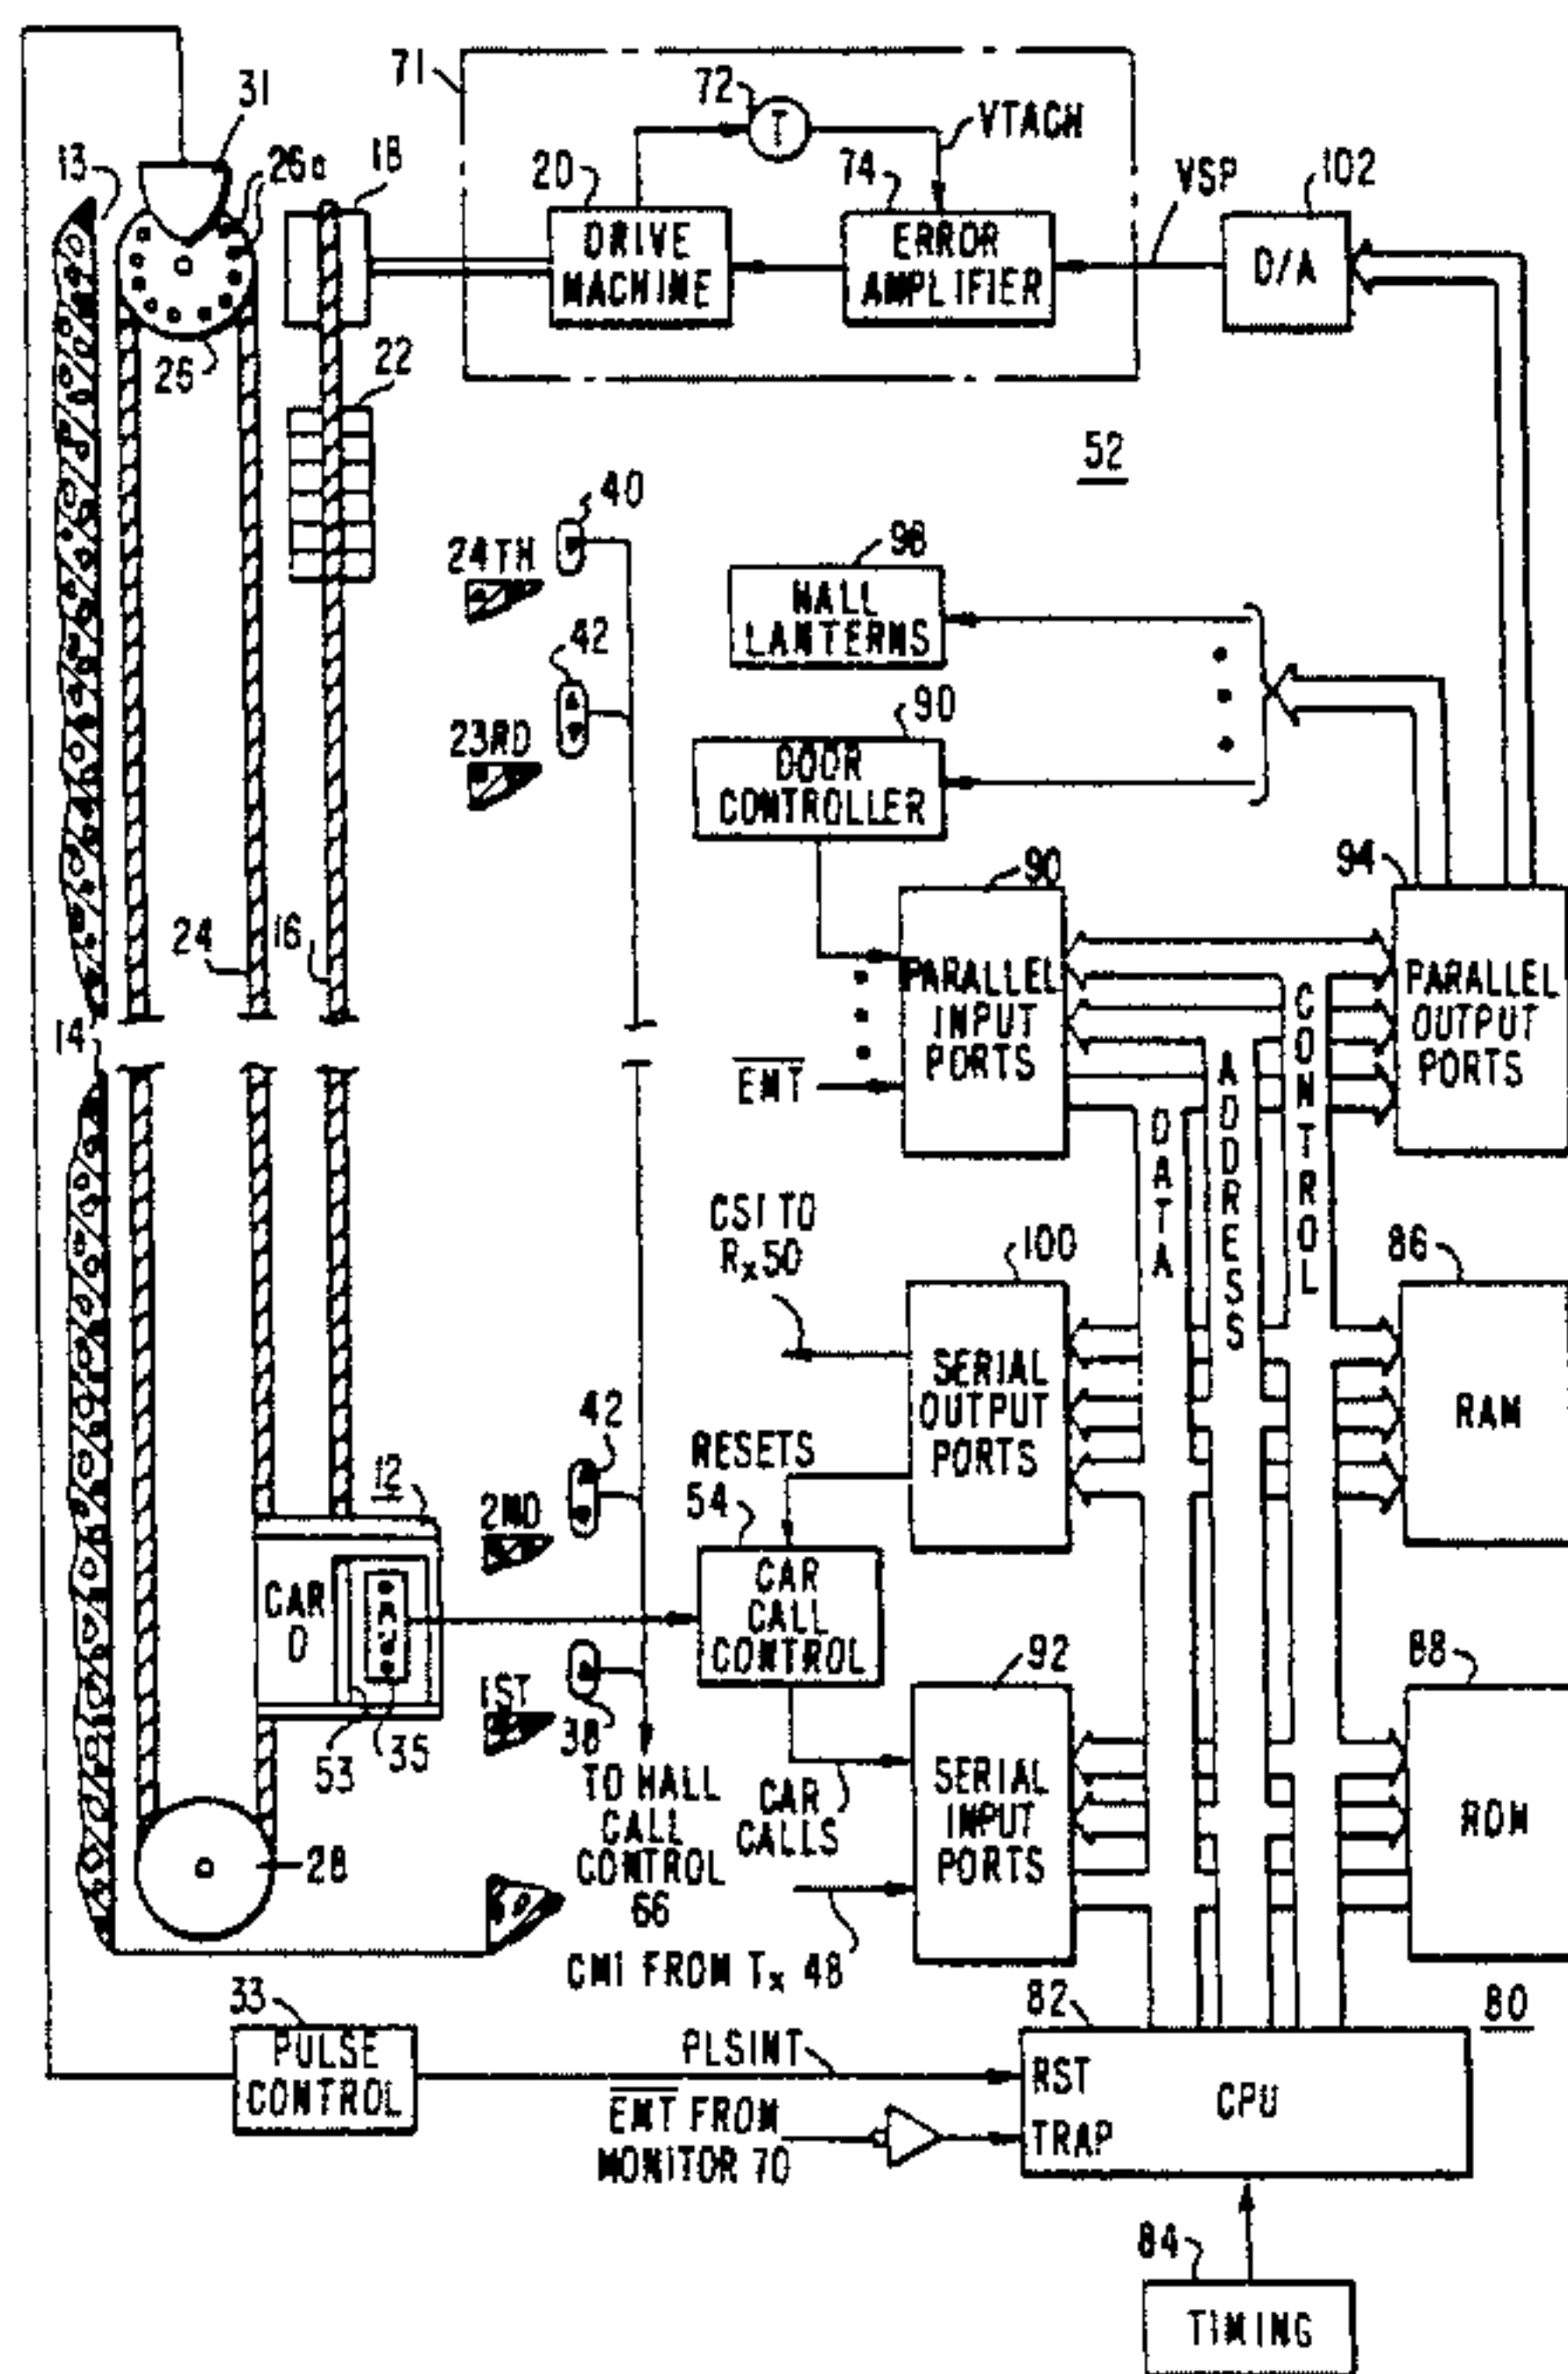 71
72
T
VTACH
31
13
26a
18
20
74
VSP
102
DRIVE
MACHINE
ERROR
AMPLIFIER
D/A
26
22
52
40
24TH
98
HALL
LANTERNS
42
23RD
90
DOOR
CONTROLLER
90
94
24
16
PARALLEL
INPUT
PORTS
PARALLEL
OUTPUT
PORTS
14
EMT
DATA
ADDRESS
CONTROL
CSI TO
Rx 50
100
86
SERIAL
OUTPUT
PORTS
RAM
42
RESETS
54
12
2ND
CAR
D
CAR
CALL
CONTROL
92
88
1ST
38
53
35
TO HALL
CALL
CONTROL
66
CAR
CALLS
SERIAL
INPUT
PORTS
ROM
28
CMI FROM Tx 48
33
82
80
PULSE
CONTROL
PLSINT
RST
CPU
EMT FROM
MONITOR 70
TRAP
84
TIMING